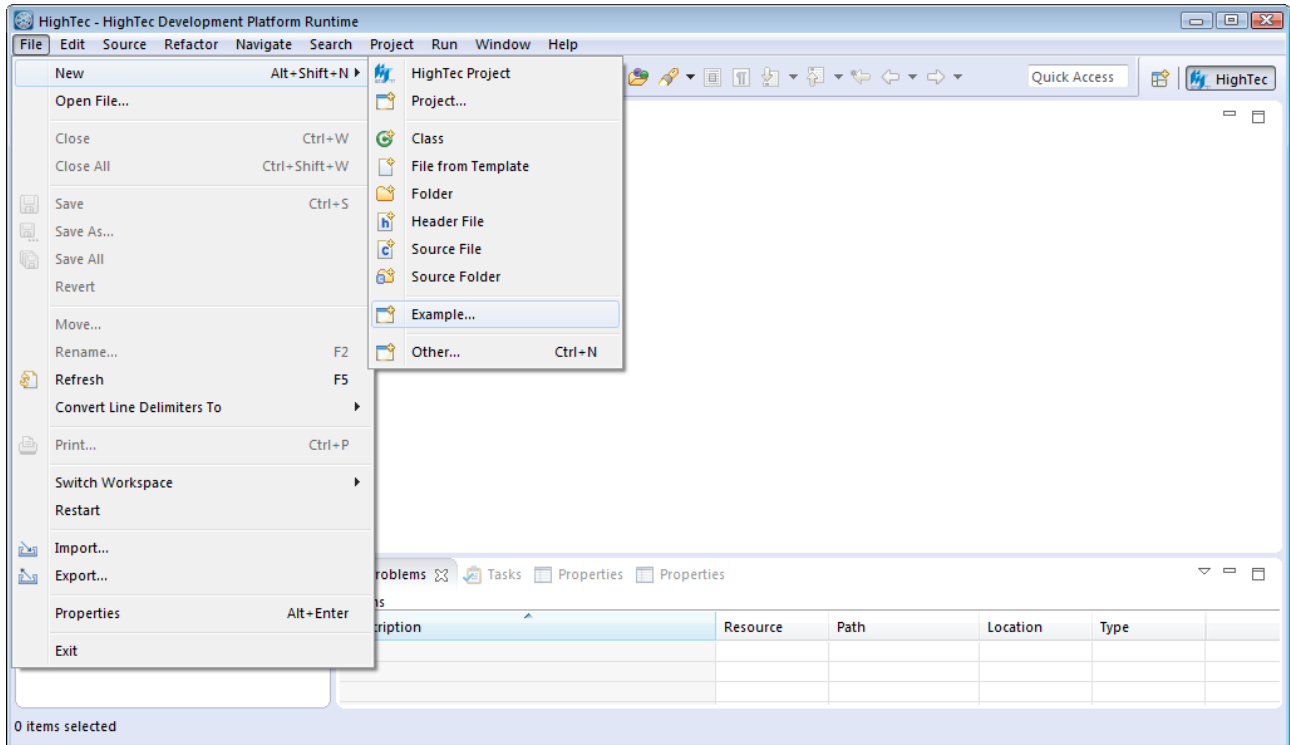 HighTec - HighTec Development Platform Runtime
File Edit Source Refactor Navigate Search Project Run Window Help
Quick Access
HighTec
New Alt+Shift+N
Open File...
Close Ctrl+W
Close All Ctrl+Shift+W
Save Ctrl+S
Save As...
Save All
Revert
Move...
Rename... F2
Refresh F5
Convert Line Delimiters To
Print... Ctrl+P
Switch Workspace
Restart
Import...
Export...
Properties Alt+Enter
Exit
HighTec Project
Project...
Class
File from Template
Folder
Header File
Source File
Source Folder
Example...
Other... Ctrl+N
roblems Tasks Properties Properties
ns
cription Resource Path Location Type
0 items selected